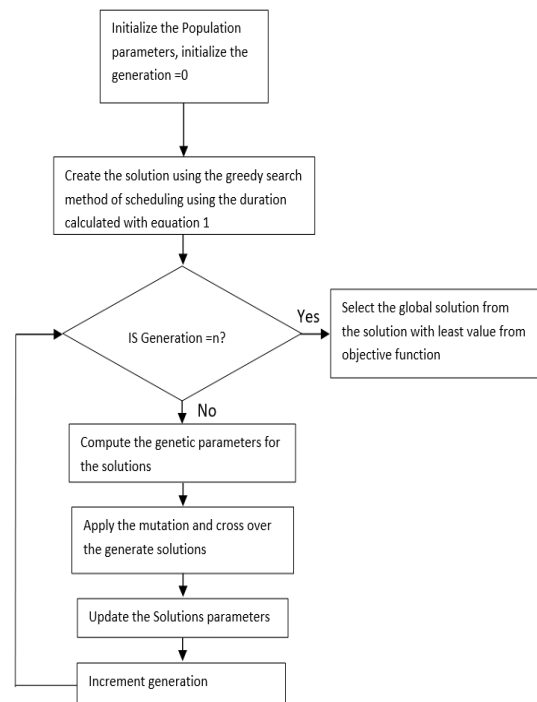 Initialize the Population
parameters, initialize the
generation =0
Create the solution using the greedy search
method of scheduling using the duration
calculated with equation 1
IS Generation =n?
Yes
Select the global solution from
the solution with least value from
objective function
No
Compute the genetic parameters for
the solutions
Apply the mutation and cross over
the generate solutions
Update the Solutions parameters
Increment generation